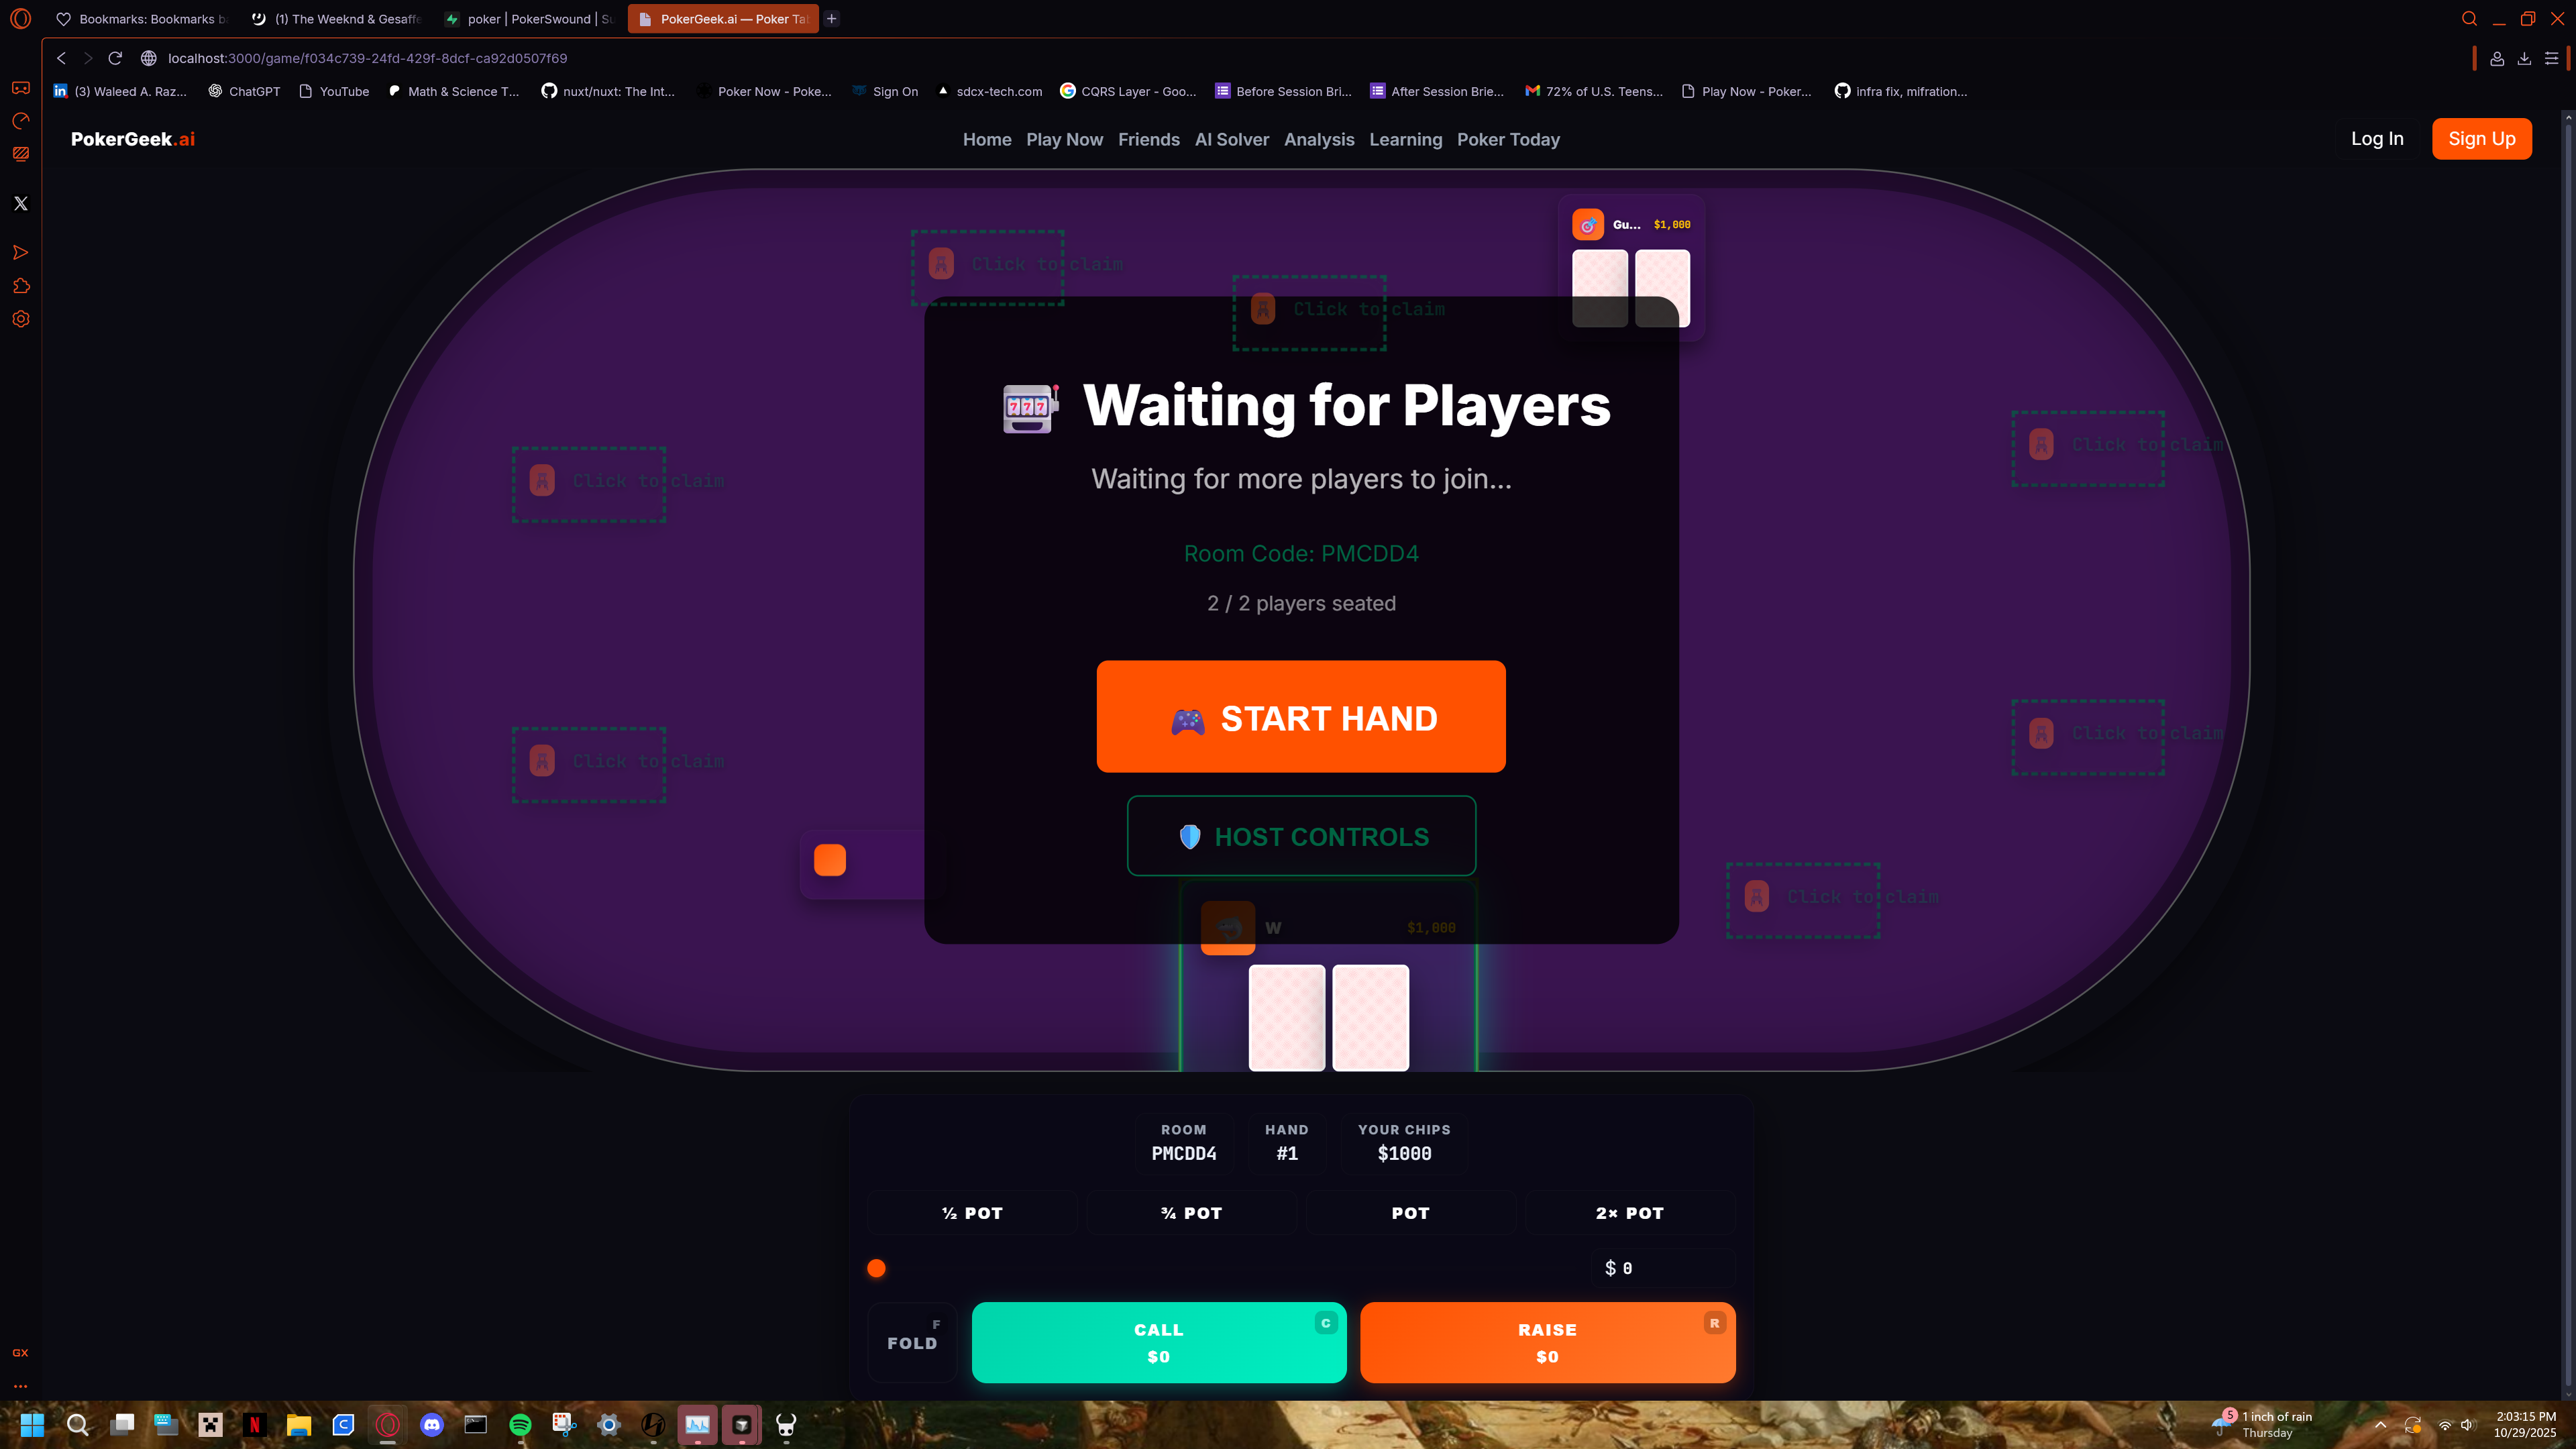 Bookmarks: Bookmarks b
(1) The Weeknd & Gesaffe
poker | PokerSwound | Su
PokerGeek.ai — Poker Ta
localhost:3000/game/f034c739-24fd-429f-8dcf-ca92d0507f69
(3) Waleed A. Raz...
ChatGPT
YouTube
Math & Science T...
nuxt/nuxt: The Int...
Poker Now - Poke...
Sign On
sdcx-tech.com
CQRS Layer - Goo...
Before Session Bri...
After Session Brie...
72% of U.S. Teens...
Play Now - Poker...
infra fix, mifration...
PokerGeek.ai
Home
Play Now
Friends
AI Solver
Analysis
Learning
Poker Today
Log In
Sign Up
Gu...
$1,000
Click to claim
Click to claim
777
Waiting for Players
Waiting for more players to join...
Click to claim
Click to claim
Room Code: PMCDD4
2 / 2 players seated
START HAND
Click to claim
Click to claim
HOST CONTROLS
Click to claim
W
$1,000
ROOM
PMCDD4
HAND
#1
YOUR CHIPS
$1000
½ POT
¾ POT
POT
2× POT
$ 0
F
FOLD
CALL
$0
C
RAISE
$0
R
GX
5
1 inch of rain
Thursday
2:03:15 PM
10/29/2025